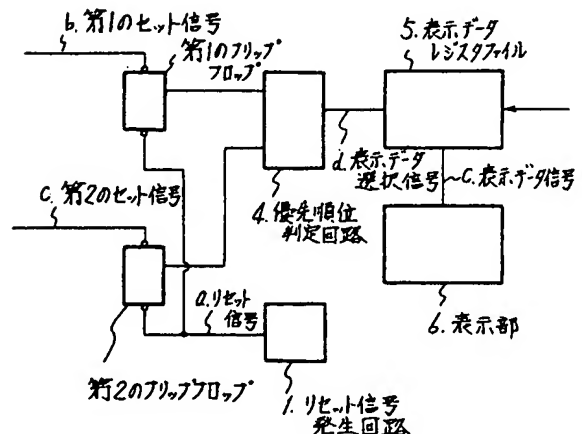 b. 第1のセット信号
第1のフリップ
フロップ
5. 表示データ
レジスタファイル
d. 表示データ
選択信号
C. 表示データ信号
C. 第2のセット信号
4. 優先順位
判定回路
a. リセット
信号
6. 表示部
第2のフリップフロップ
1. リセット信号
発生回路